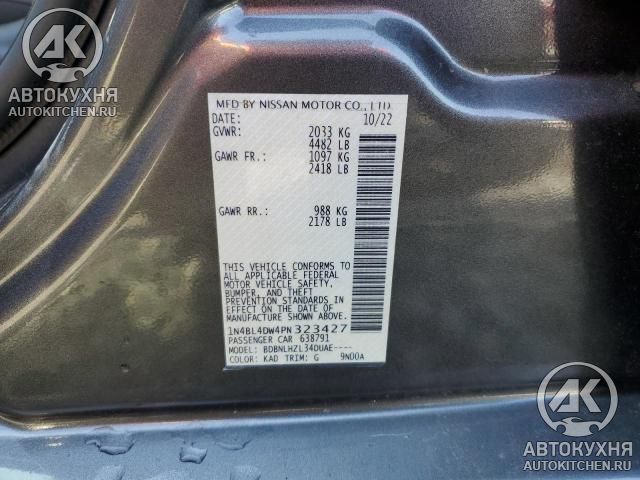 АВТОКУХНЯ
AUTOKITCHEN.RU
MFD BY NISSAN MOTOR CO., LTD.
DATE: 10/22
GVWR: 2033 KG
4482 LB
GAWR FR.: 1097 KG
2418 LB
GAWR RR.: 988 KG
2178 LB
THIS VEHICLE CONFORMS TO
ALL APPLICABLE FEDERAL
MOTOR VEHICLE SAFETY,
BUMPER, AND THEFT
PREVENTION STANDARDS
IN EFFECT ON THE DATE OF
MANUFACTURE SHOWN ABOVE.
1N4BL4DW4PN323427
PASSENGER CAR 638791
MODEL: BDBNLHZL34DUAE----
COLOR: KAD TRIM: G 9N00A
АВТОКУХНЯ
AUTOKITCHEN.RU